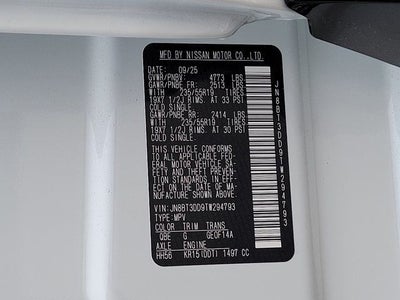 MFD BY NISSAN MOTOR CO.,LTD.
DATE: 09/25
GVWR/PNBV: 4773 LBS
GAWR/PNBE FR: 2513 LBS
WITH 235/55R19 TIRES
19X7 1/2J RIMS, AT 33 PSI
COLD SINGLE.
GAWR/PNBE RR: 2414 LBS
WITH 235/55R19 TIRES
19X7 1/2J RIMS, AT 30 PSI
COLD SINGLE.
THIS VEHICLE CONFORMS
TO ALL APPLICABLE FED-
ERAL MOTOR VEHICLE SA-
FETY AND THEFT PREVEN-
TION STANDARDS IN EFF-
ECT ON THE DATE OF MA-
NUFACTURE SHOWN ABOVE.
VIN: JN8BT3DD9TW294793
TYPE: MPV
COLOR TRIM TRANS
QBE G GE0F14A
AXLE ENGINE
HH56 KR15(DDT) 1497 CC
JN8BT3DD9TW294793